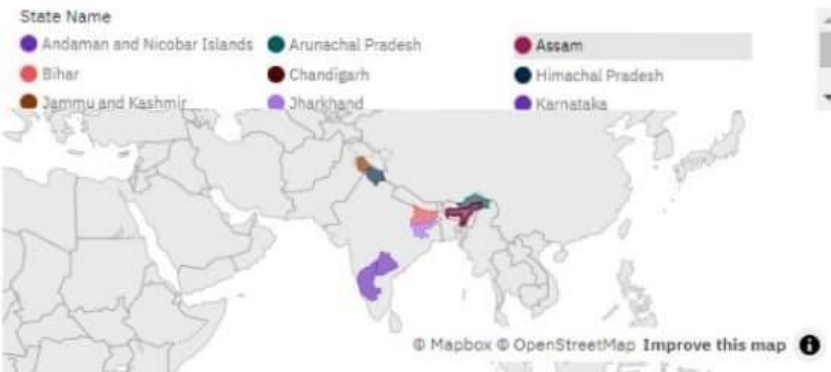 State Name
Andaman and Nicobar Islands Arunachal Pradesh Assam
Bihar Chandigarh Himachal Pradesh
Jammu and Kashmir Jharkhand Karnataka
© Mapbox © OpenStreetMap Improve this map i